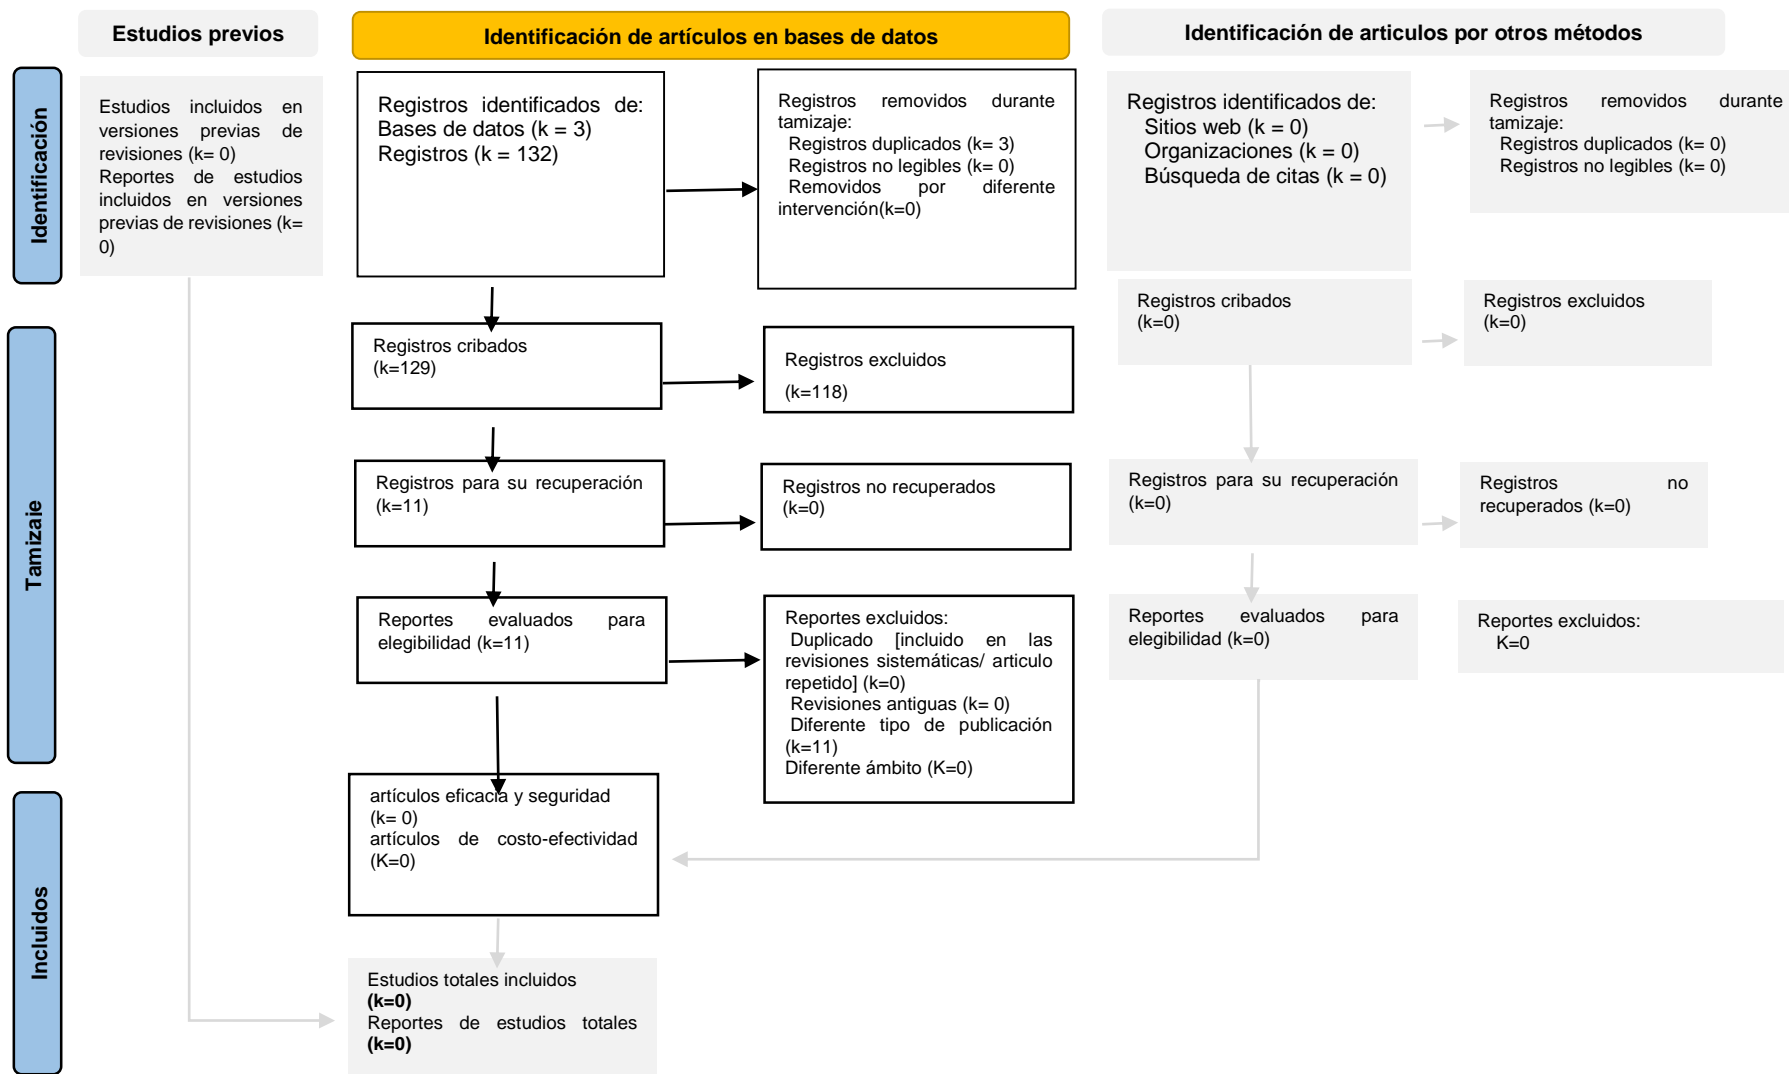 Estudios previos
Identificación de artículos en bases de datos
Identificación de articulos por otros métodos
Identificación
Estudios incluidos en
versiones previas de
revisiones (k= 0)
Reportes de estudios
incluidos en versiones
previas de revisiones (k=
0)
Registros identificados de:
Bases de datos (k = 3)
Registros (k = 132)
Registros removidos durante
tamizaje:
Registros duplicados (k= 3)
Registros no legibles (k= 0)
Removidos por diferente
intervención(k=0)
Registros identificados de:
Sitios web (k = 0)
Organizaciones (k = 0)
Búsqueda de citas (k = 0)
Registros removidos durante
tamizaje:
Registros duplicados (k= 0)
Registros no legibles (k= 0)
Tamizaje
Registros cribados
(k=129)
Registros excluidos
(k=118)
Registros cribados
(k=0)
Registros excluidos
(k=0)
Registros para su recuperación
(k=11)
Registros no recuperados
(k=0)
Registros para su recuperación
(k=0)
Registros no
recuperados (k=0)
Reportes evaluados para
elegibilidad (k=11)
Reportes excluidos:
Duplicado [incluido en las
revisiones sistemáticas/ articulo
repetido] (k=0)
Revisiones antiguas (k= 0)
Diferente tipo de publicación
(k=11)
Diferente ámbito (K=0)
Reportes evaluados para
elegibilidad (k=0)
Reportes excluidos:
K=0
Incluidos
artículos eficacia y seguridad
(k= 0)
artículos de costo-efectividad
(K=0)
Estudios totales incluidos
(k=0)
Reportes de estudios totales
(k=0)